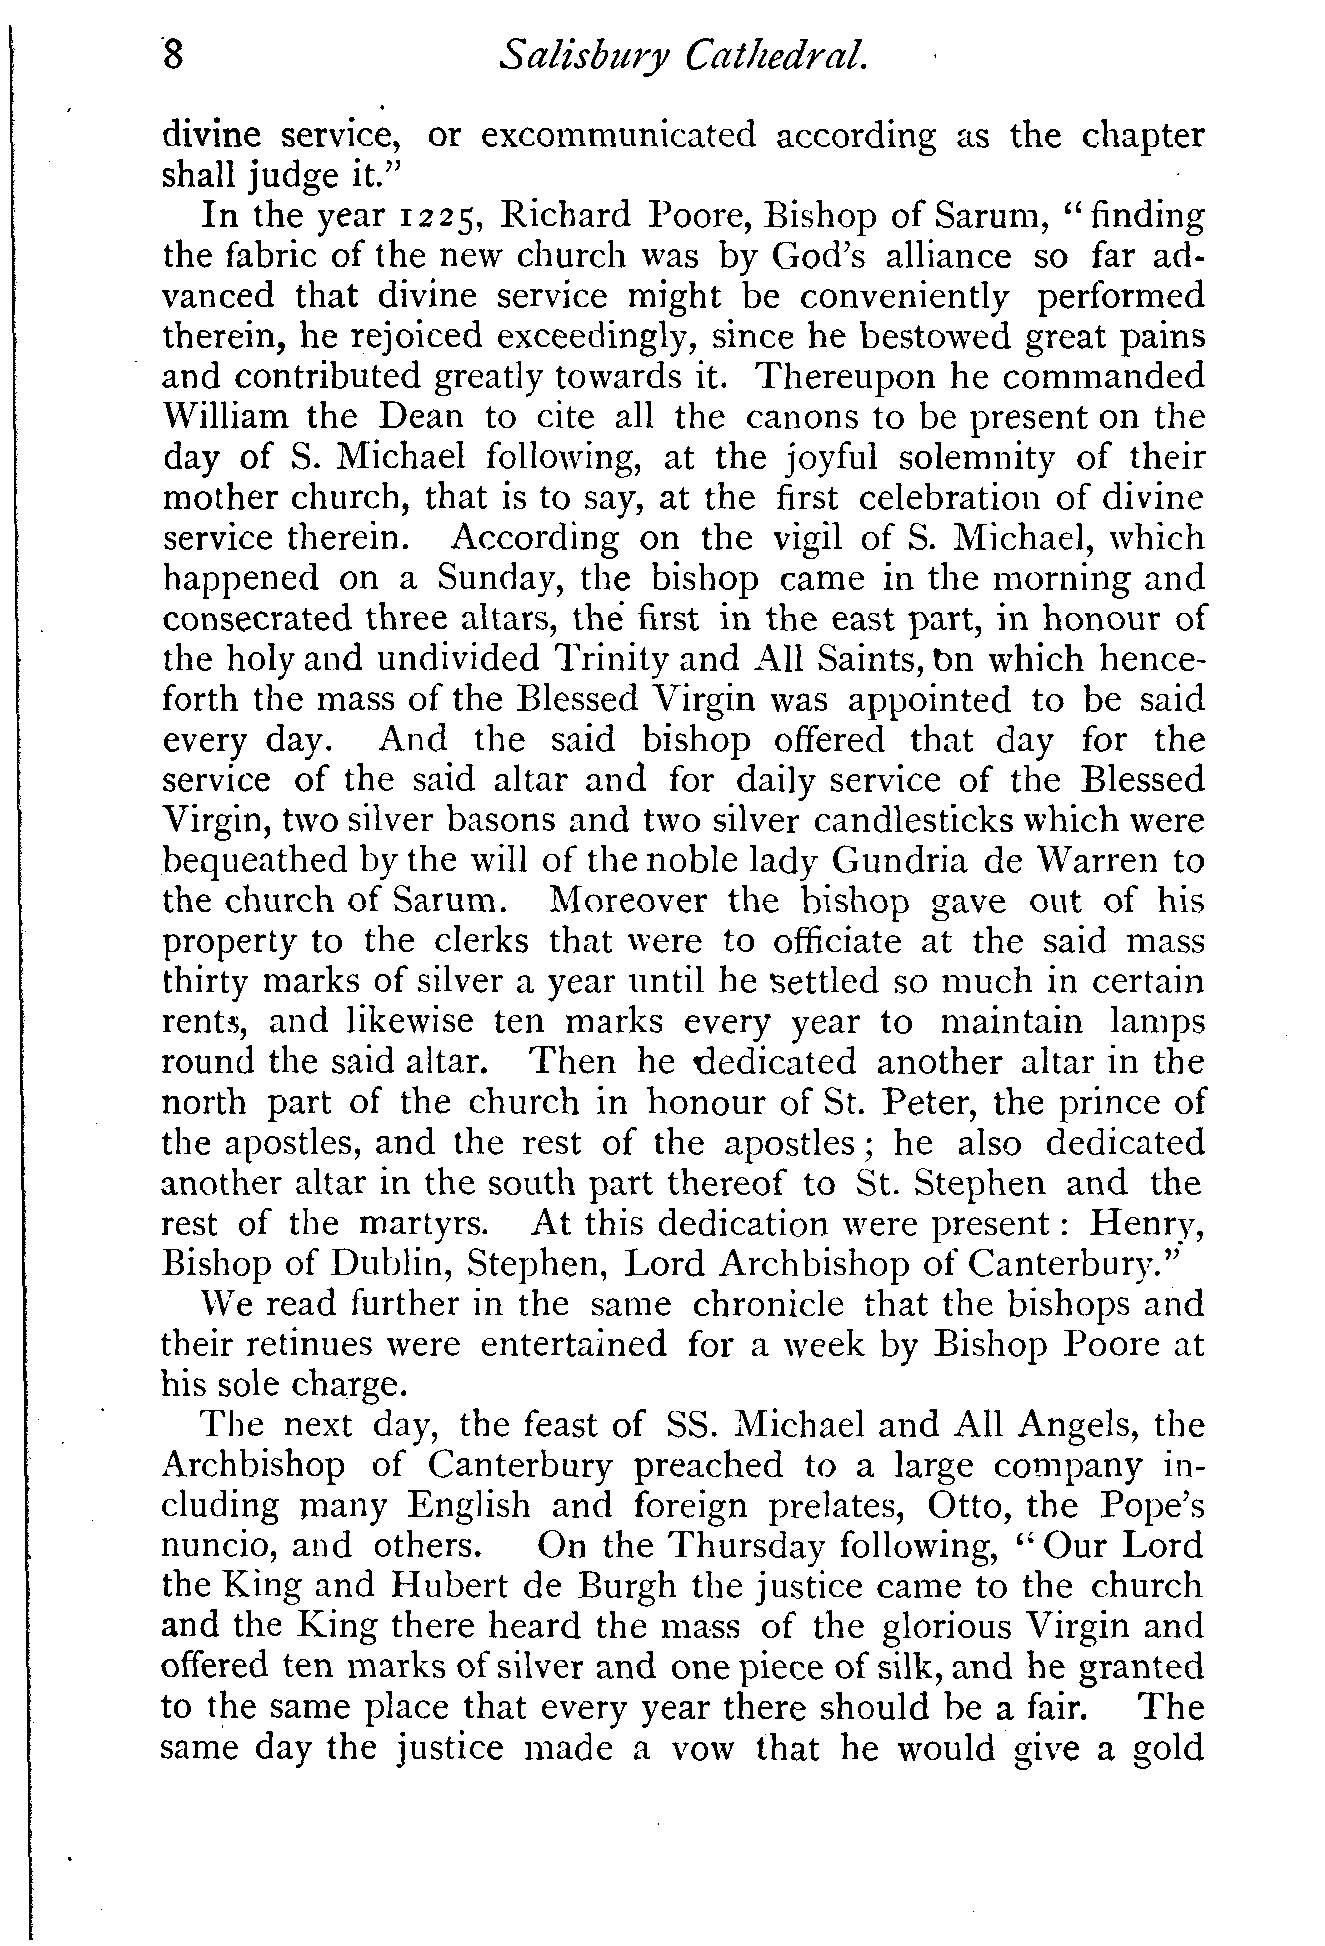 8 Salisbury Cathedral.
divine service, or excommunicated according as the chapter
shall judge it."
In the year 1225, Richard Poore, Bishop of Sarum, "finding
the fabric of the new church was by God's alliance so far ad-
vanced that divine service might be conveniently performed
therein, he rejoiced exceedingly, since he bestowed great pains
and contributed greatly towards it. Thereupon he commanded
William the Dean to cite all the canons to be present on the
day of S. Michael following, at the joyful solemnity of their
mother church, that is to say, at the first celebration of divine
service therein. According on the vigil of S. Michael, which
happened on a Sunday, the bishop came in the morning and
consecrated three altars, the first in the east part, in honour of
the holy and undivided Trinity and All Saints, on which hence-
forth the mass of the Blessed Virgin was appointed to be said
every day. And the said bishop offered that day for the
service of the said altar and for daily service of the Blessed
Virgin, two silver basons and two silver candlesticks which were
bequeathed by the will of the noble lady Gundria de Warren to
the church of Sarum. Moreover the bishop gave out of his
property to the clerks that were to officiate at the said mass
thirty marks of silver a year until he settled so much in certain
rents, and likewise ten marks every year to maintain lamps
round the said altar. Then he dedicated another altar in the
north part of the church in honour of St. Peter, the prince of
the apostles, and the rest of the apostles; he also dedicated
another altar in the south part thereof to St. Stephen and the
rest of the martyrs. At this dedication were present: Henry,
Bishop of Dublin, Stephen, Lord Archbishop of Canterbury."
We read further in the same chronicle that the bishops and
their retinues were entertained for a week by Bishop Poore at
his sole charge.
The next day, the feast of SS. Michael and All Angels, the
Archbishop of Canterbury preached to a large company in-
cluding many English and foreign prelates, Otto, the Pope's
nuncio, and others. On the Thursday following, "Our Lord
the King and Hubert de Burgh the justice came to the church
and the King there heard the mass of the glorious Virgin and
offered ten marks of silver and one piece of silk, and he granted
to the same place that every year there should be a fair. The
same day the justice made a vow that he would give a gold